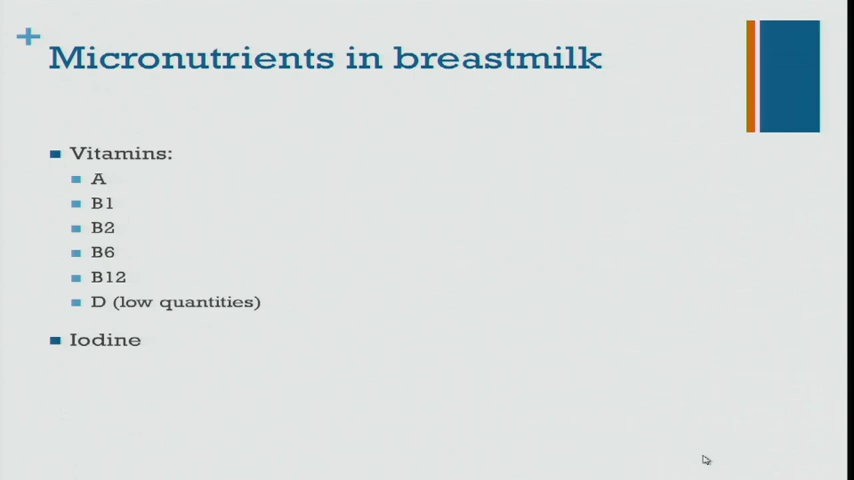 +
Micronutrients in breastmilk
Vitamins:
A
B1
B2
B6
B12
D (low quantities)
Iodine